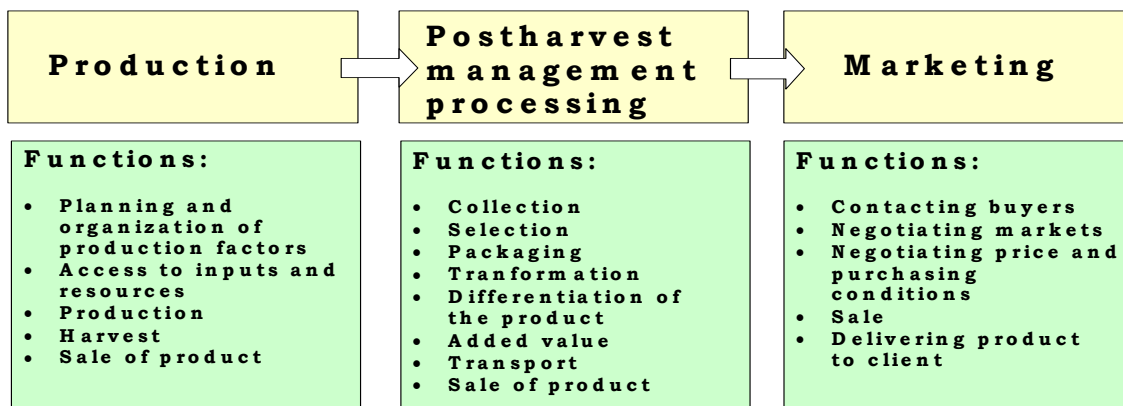 Production
Postharvest
management
processing
Marketing
Functions:
• Planning and
organization of
production factors
• Access to inputs and
resources
• Production
• Harvest
• Sale of product
Functions:
• Collection
• Selection
• Packaging
• Tranformation
• Differentiation of
the product
• Added value
• Transport
• Sale of product
Functions:
• Contacting buyers
• Negotiating markets
• Negotiating price and
purchasing
conditions
• Sale
• Delivering product
to client